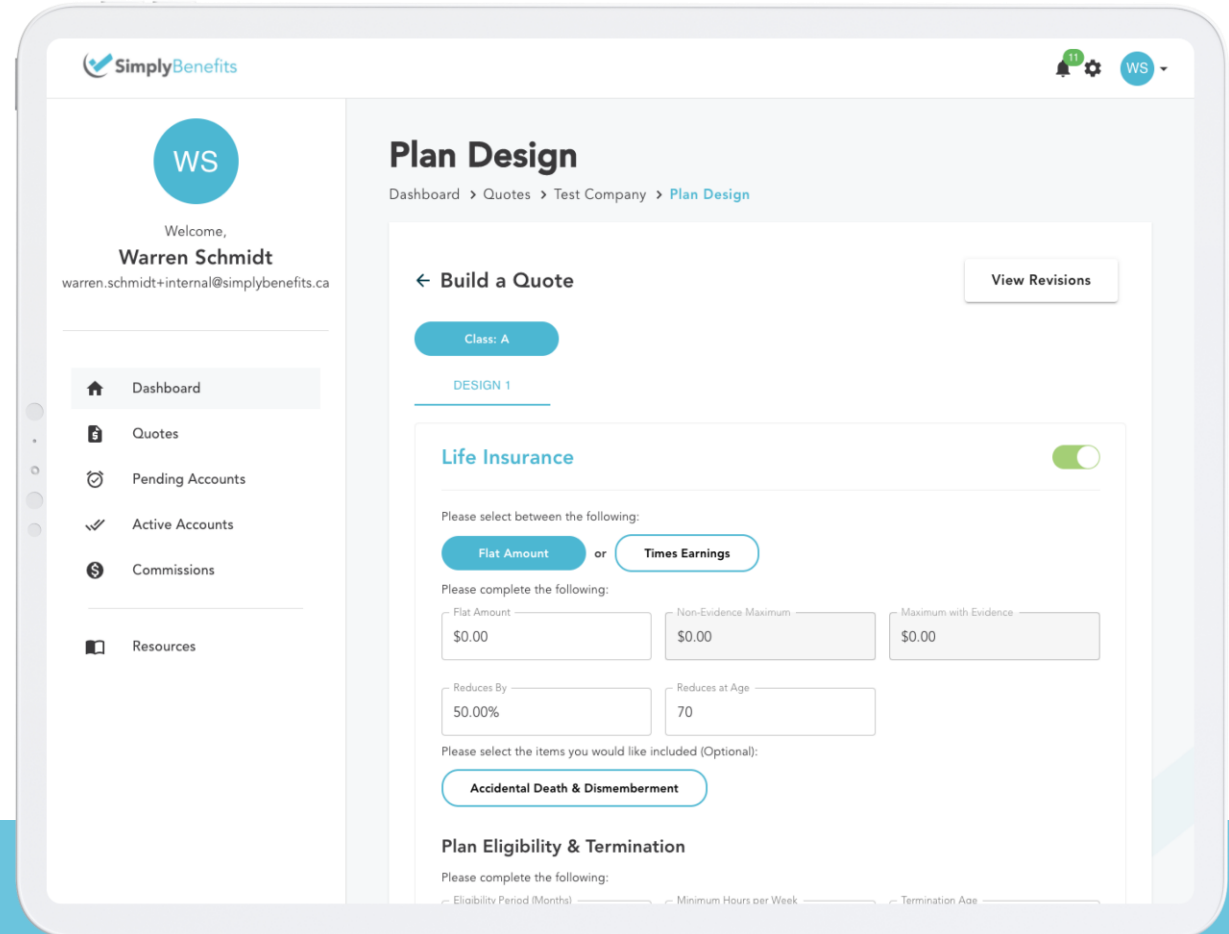 SimplyBenefits
11
WS
WS
Welcome,
Warren Schmidt
warren.schmidt+internal@simplybenefits.ca
Dashboard
Quotes
Pending Accounts
Active Accounts
Commissions
Resources
Plan Design
Dashboard > Quotes > Test Company > Plan Design
← Build a Quote
View Revisions
Class: A
DESIGN 1
Life Insurance
Please select between the following:
Flat Amount or Times Earnings
Please complete the following:
Flat Amount Non-Evidence Maximum Maximum with Evidence
$0.00 $0.00 $0.00
Reduces By Reduces at Age
50.00% 70
Please select the items you would like included (Optional):
Accidental Death & Dismemberment
Plan Eligibility & Termination
Please complete the following:
Eligibility Period (Months) Minimum Hours per Week Termination Age